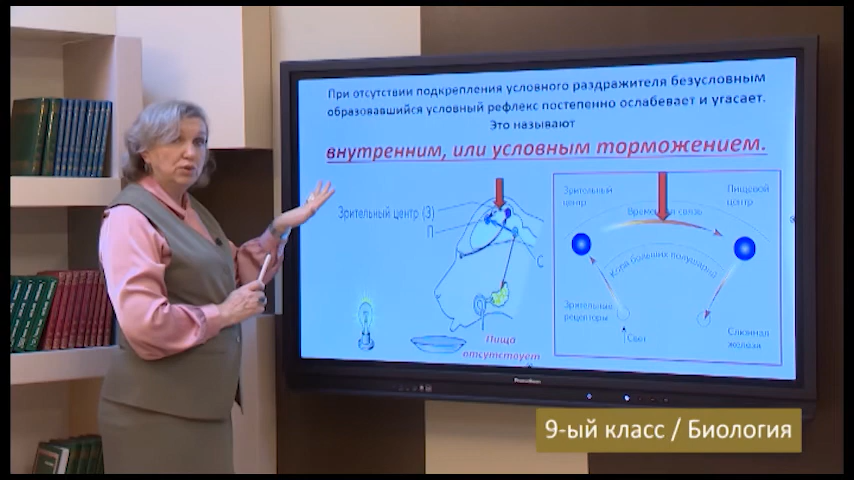 При отсутствии подкрепления условного раздражителя безусловным
образовавшийся условный рефлекс постепенно ослабевает и угасает.
Это называют
внутренним, или условным торможением.
Зрительный центр (З)
П
С
Пища
отсутствует
Зрительный
центр
Пищевой
центр
Временная связь
Кора больших полушарий
Зрительные
рецепторы
Свет
Слюнная
железа
Promethean
9-ый класс / Биология